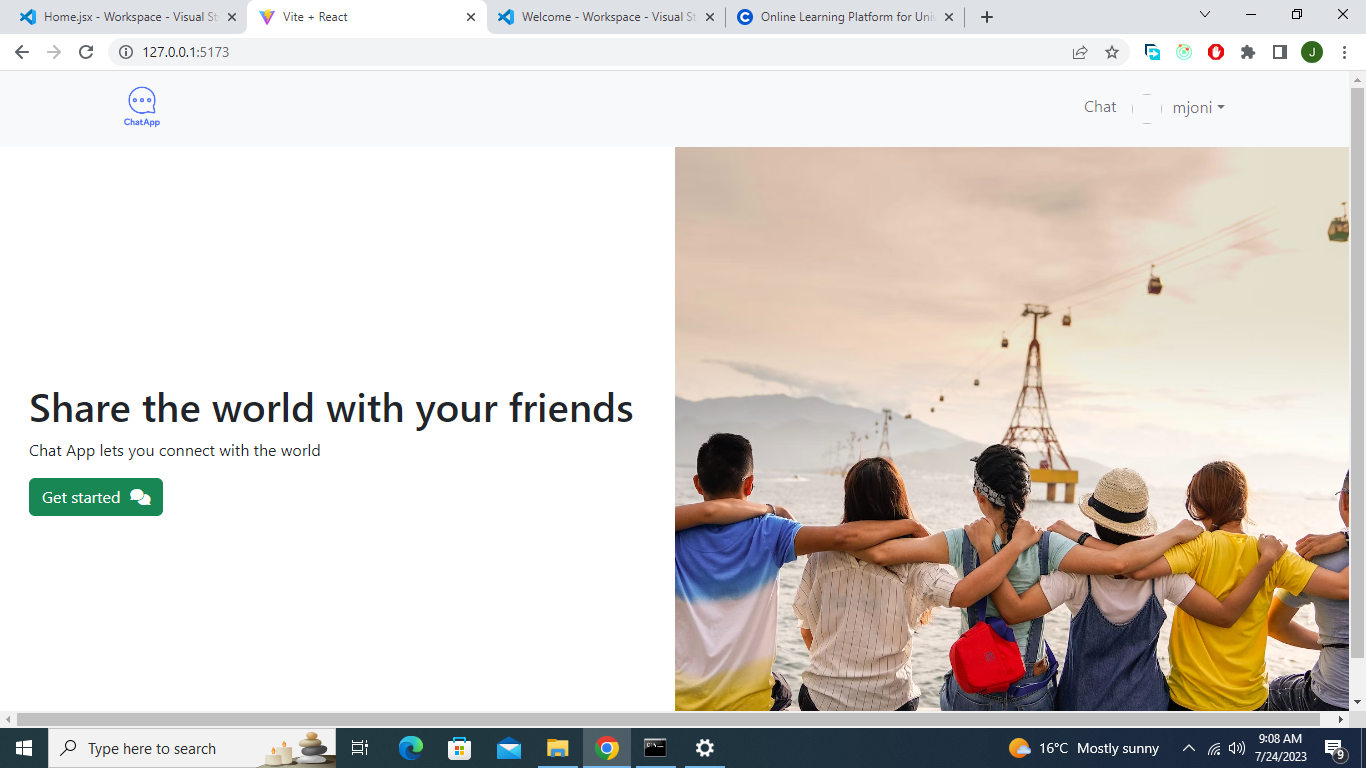 Home.jsx - Workspace - Visual St
Vite + React
Welcome - Workspace - Visual St
Online Learning Platform for Univ
127.0.0.1:5173
J
ChatApp
Chat
mjoni
Share the world with your friends
Chat App lets you connect with the world
Get started
Type here to search
16°C Mostly sunny
9:08 AM
7/24/2023
9